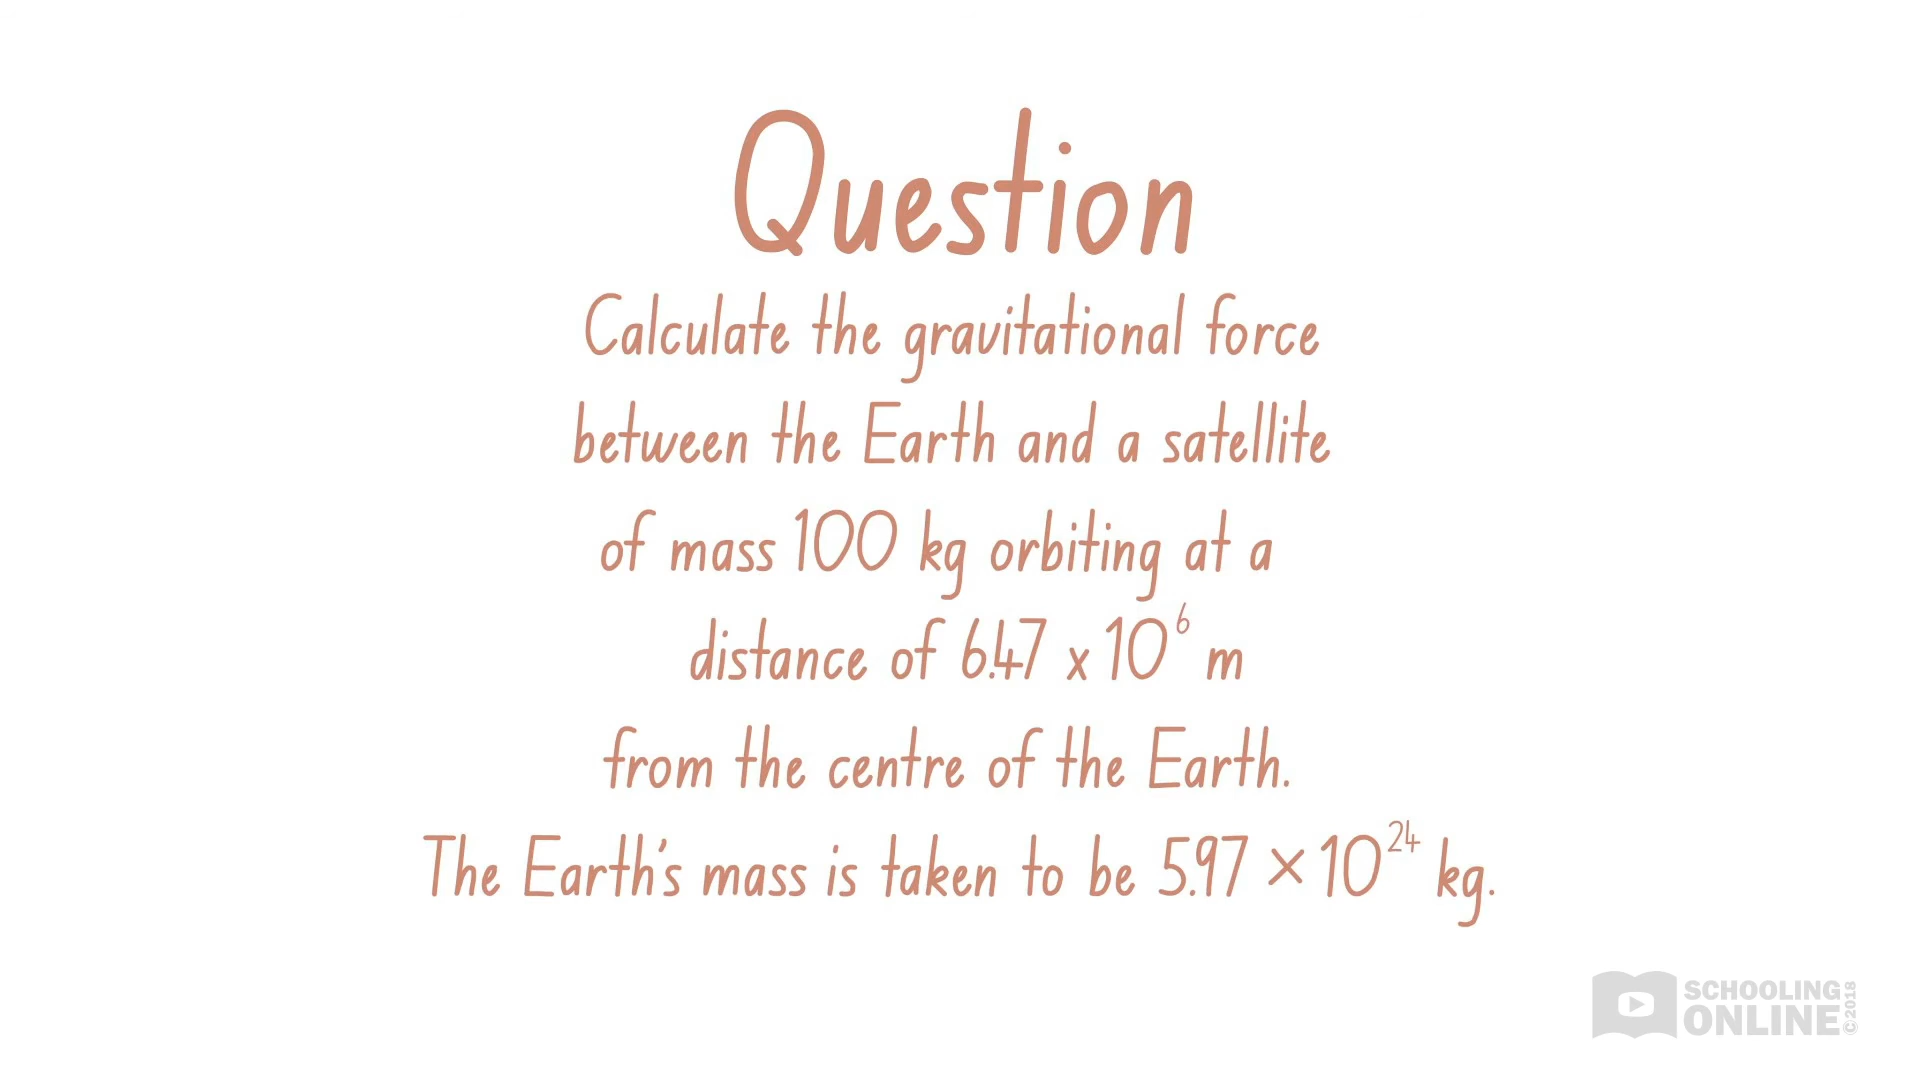 Question
Calculate the gravitational force
between the Earth and a satellite
of mass 100 kg orbiting at a
distance of 6.47 x 10⁶ m
from the centre of the Earth.
The Earth's mass is taken to be 5.97 × 10²⁴ kg.
SCHOOLING
ONLINE
©2018